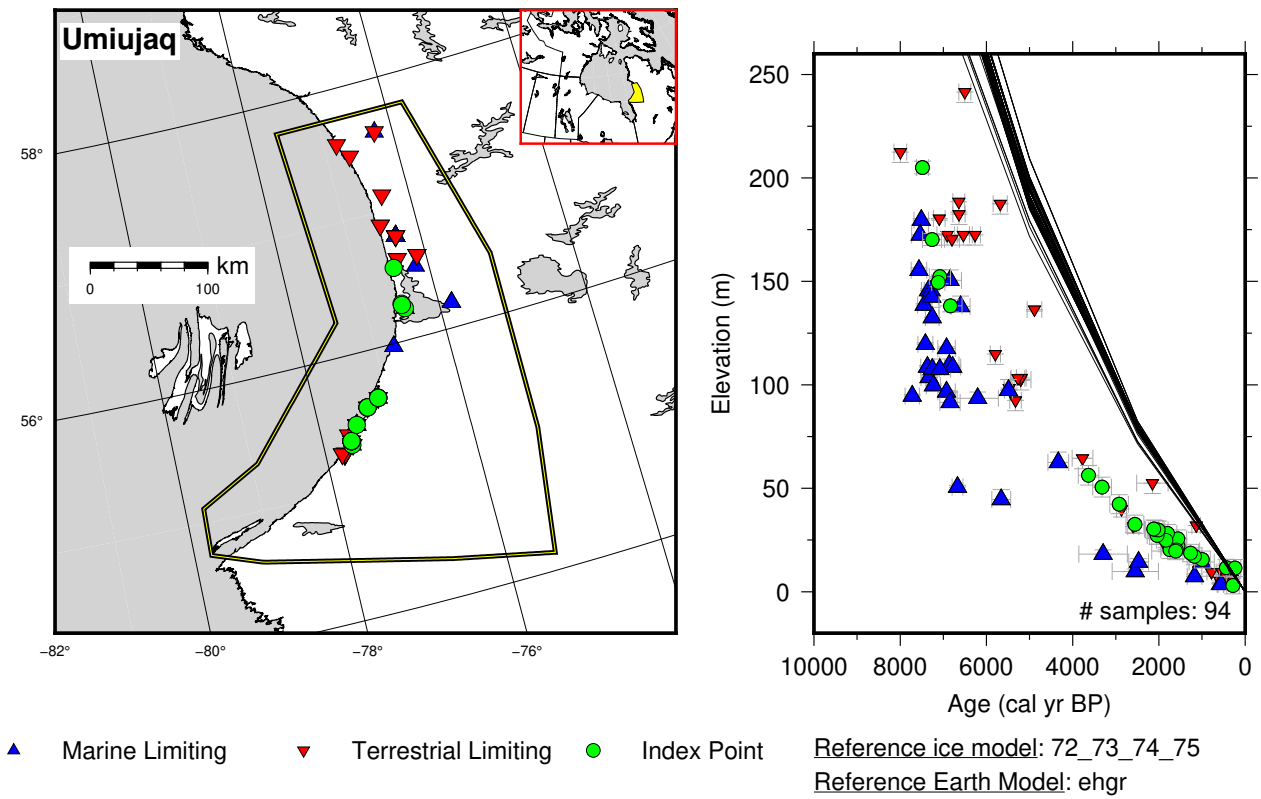 Umiujaq
58°
56°
km
0 100
−82° −80° −78° −76°
Elevation (m)
250
200
150
100
50
0
# samples: 94
10000 8000 6000 4000 2000 0
Age (cal yr BP)
Marine Limiting Terrestrial Limiting Index Point
Reference ice model: 72_73_74_75
Reference Earth Model: ehgr